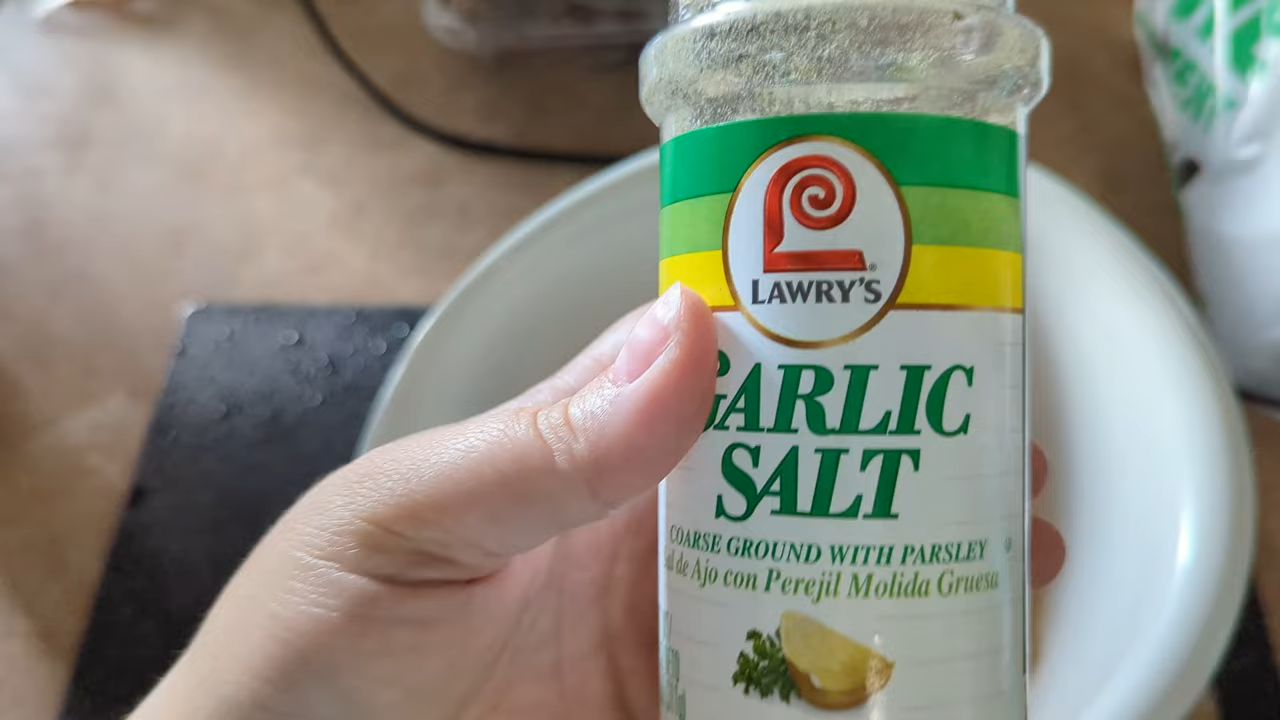 LAWRY'S
GARLIC
SALT
COARSE GROUND WITH PARSLEY
de Ajo con Perejil Molida Gruesa